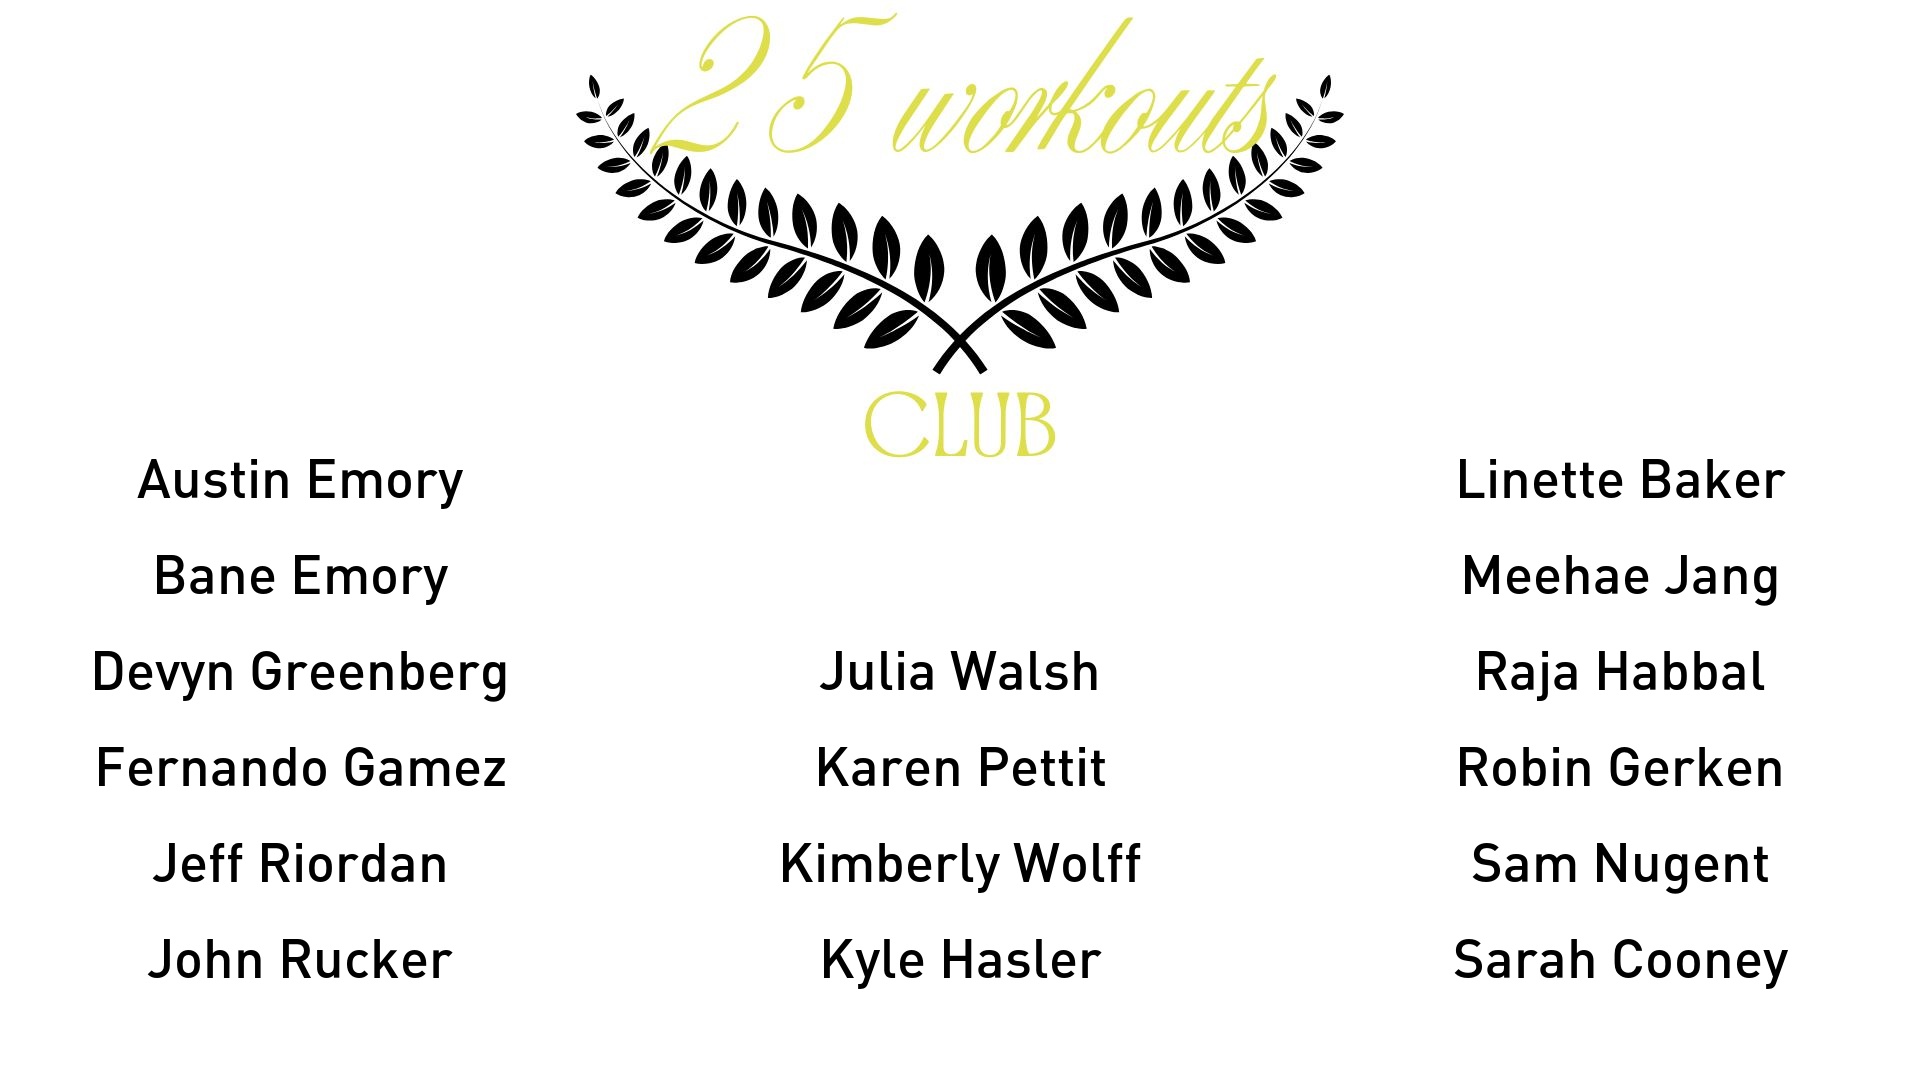 25 workouts
CLUB
Austin Emory
Bane Emory
Devyn Greenberg
Fernando Gamez
Jeff Riordan
John Rucker
Julia Walsh
Karen Pettit
Kimberly Wolff
Kyle Hasler
Linette Baker
Meehae Jang
Raja Habbal
Robin Gerken
Sam Nugent
Sarah Cooney